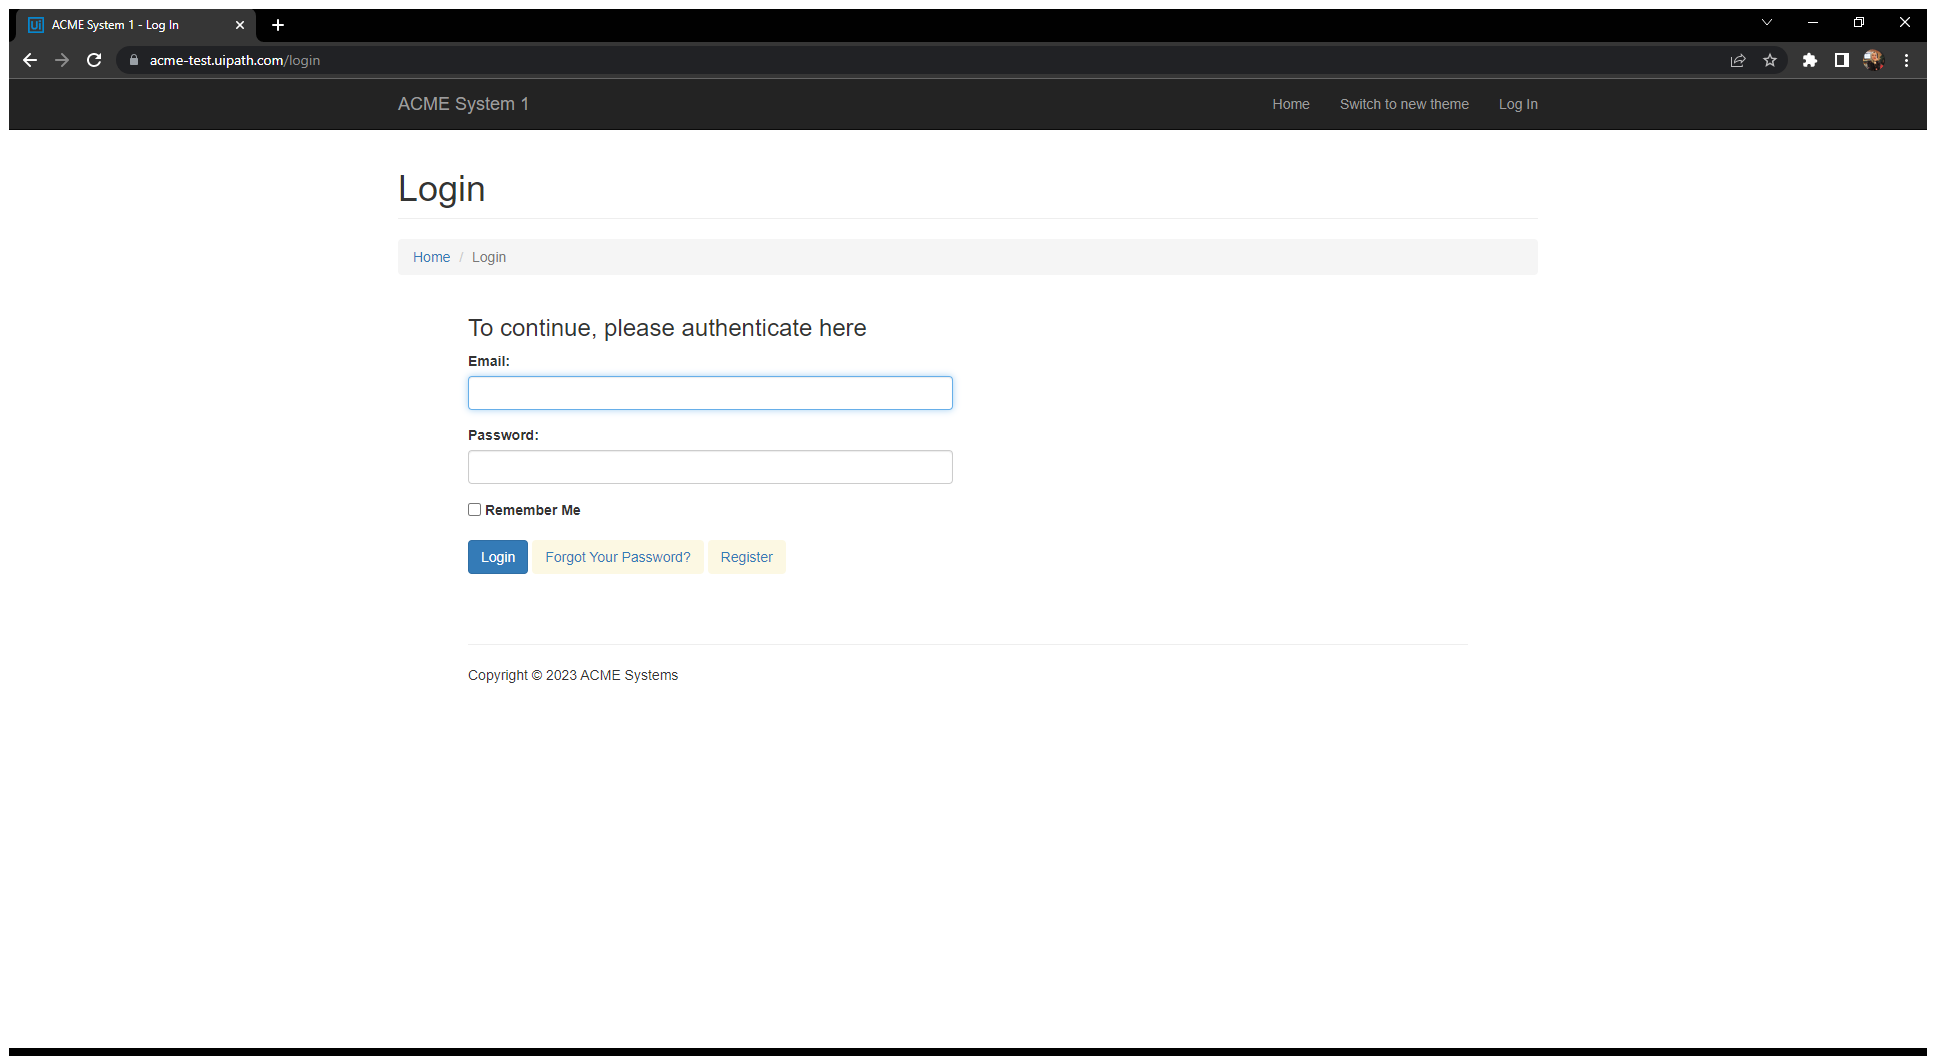 Ui ACME System 1 - Log In
acme-test.uipath.com/login
ACME System 1 Home Switch to new theme Log In
Login
Home / Login
To continue, please authenticate here
Email:
Password:
Remember Me
Login Forgot Your Password? Register
Copyright © 2023 ACME Systems